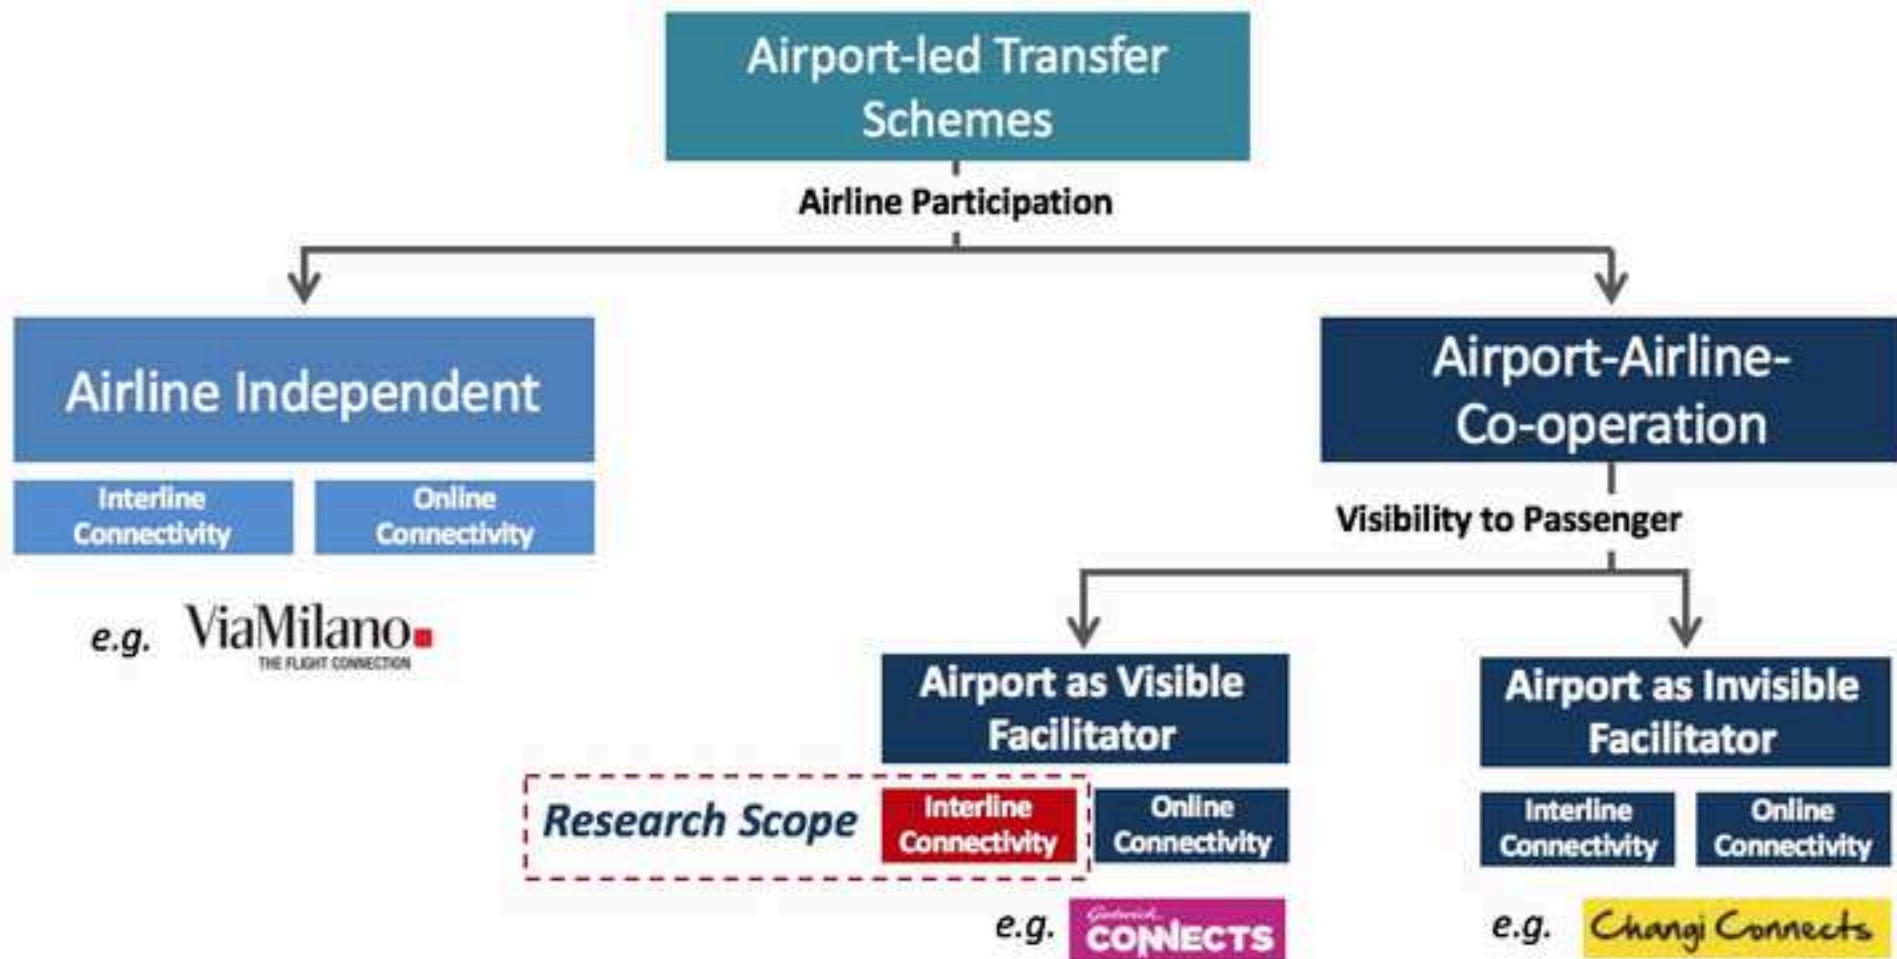 Airport-led Transfer
Schemes
Airline Participation
Airline Independent
Airport-Airline-
Co-operation
Interline
Connectivity
Online
Connectivity
Visibility to Passenger
e.g.
ViaMilano
THE FLIGHT CONNECTION
Airport as Visible
Facilitator
Airport as Invisible
Facilitator
Research Scope
Interline
Connectivity
Online
Connectivity
Interline
Connectivity
Online
Connectivity
e.g.
Gatwick
CONNECTS
e.g.
Changi Connects